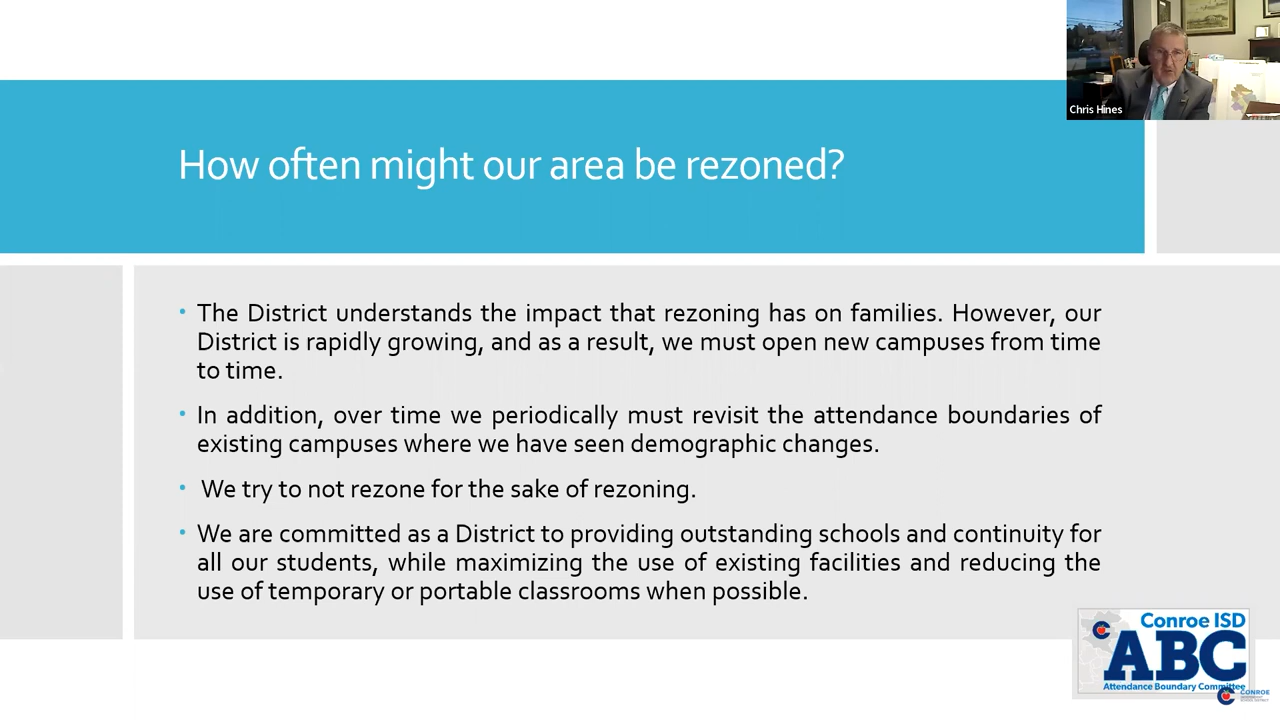 Chris Hines
How often might our area be rezoned?
• The District understands the impact that rezoning has on families. However, our
District is rapidly growing, and as a result, we must open new campuses from time
to time.
• In addition, over time we periodically must revisit the attendance boundaries of
existing campuses where we have seen demographic changes.
• We try to not rezone for the sake of rezoning.
• We are committed as a District to providing outstanding schools and continuity for
all our students, while maximizing the use of existing facilities and reducing the
use of temporary or portable classrooms when possible.
Conroe ISD
ABC
Attendance Boundary Committee
CONROE